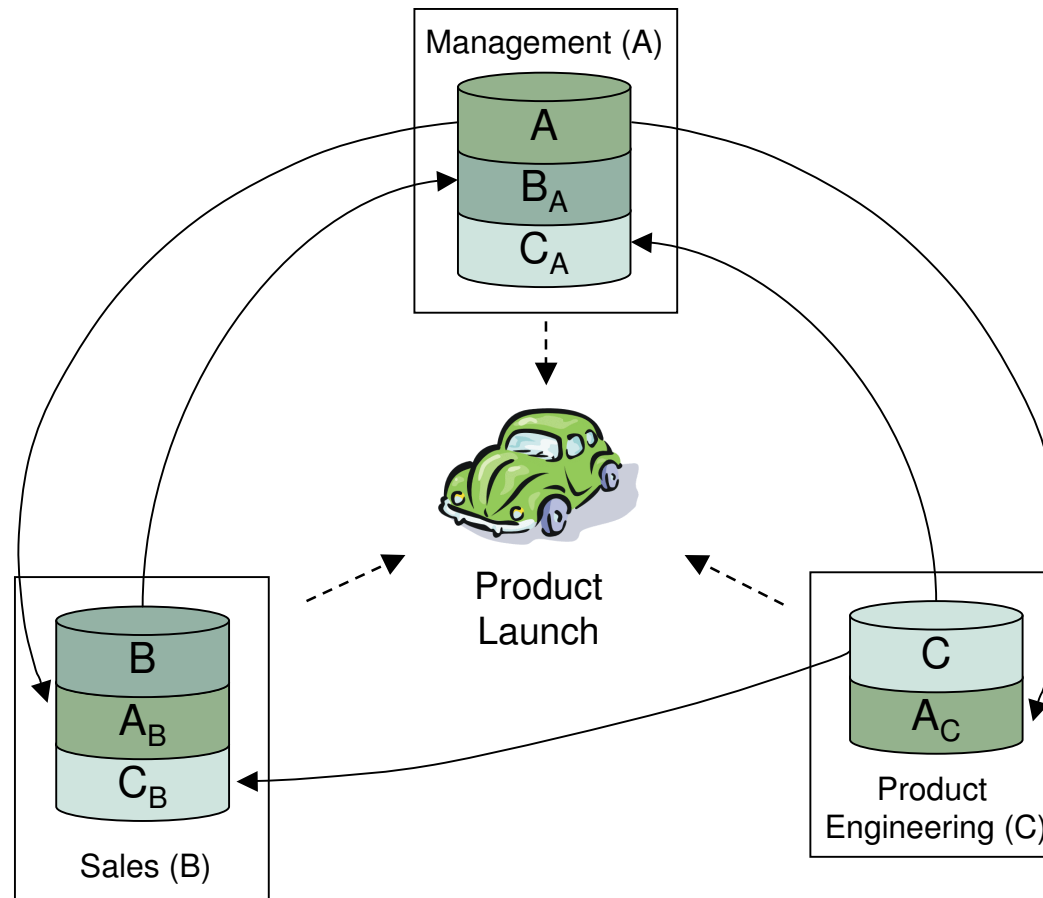 Management (A)
A
B_A
C_A
Product
Launch
B
A_B
C_B
Sales (B)
C
A_C
Product
Engineering (C)